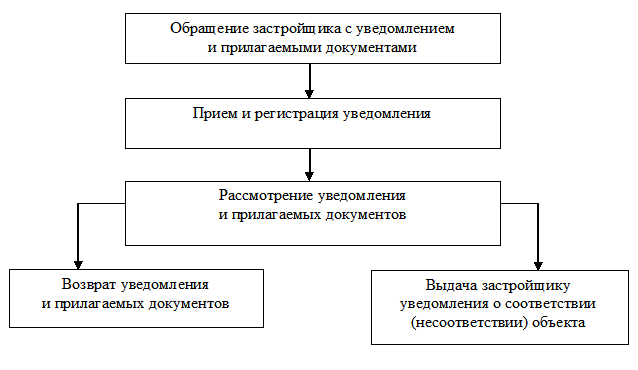 Обращение застройщика с уведомлением
и прилагаемыми документами
Прием и регистрация уведомления
Рассмотрение уведомления
и прилагаемых документов
Возврат уведомления
и прилагаемых документов
Выдача застройщику
уведомления о соответствии
(несоответствии) объекта